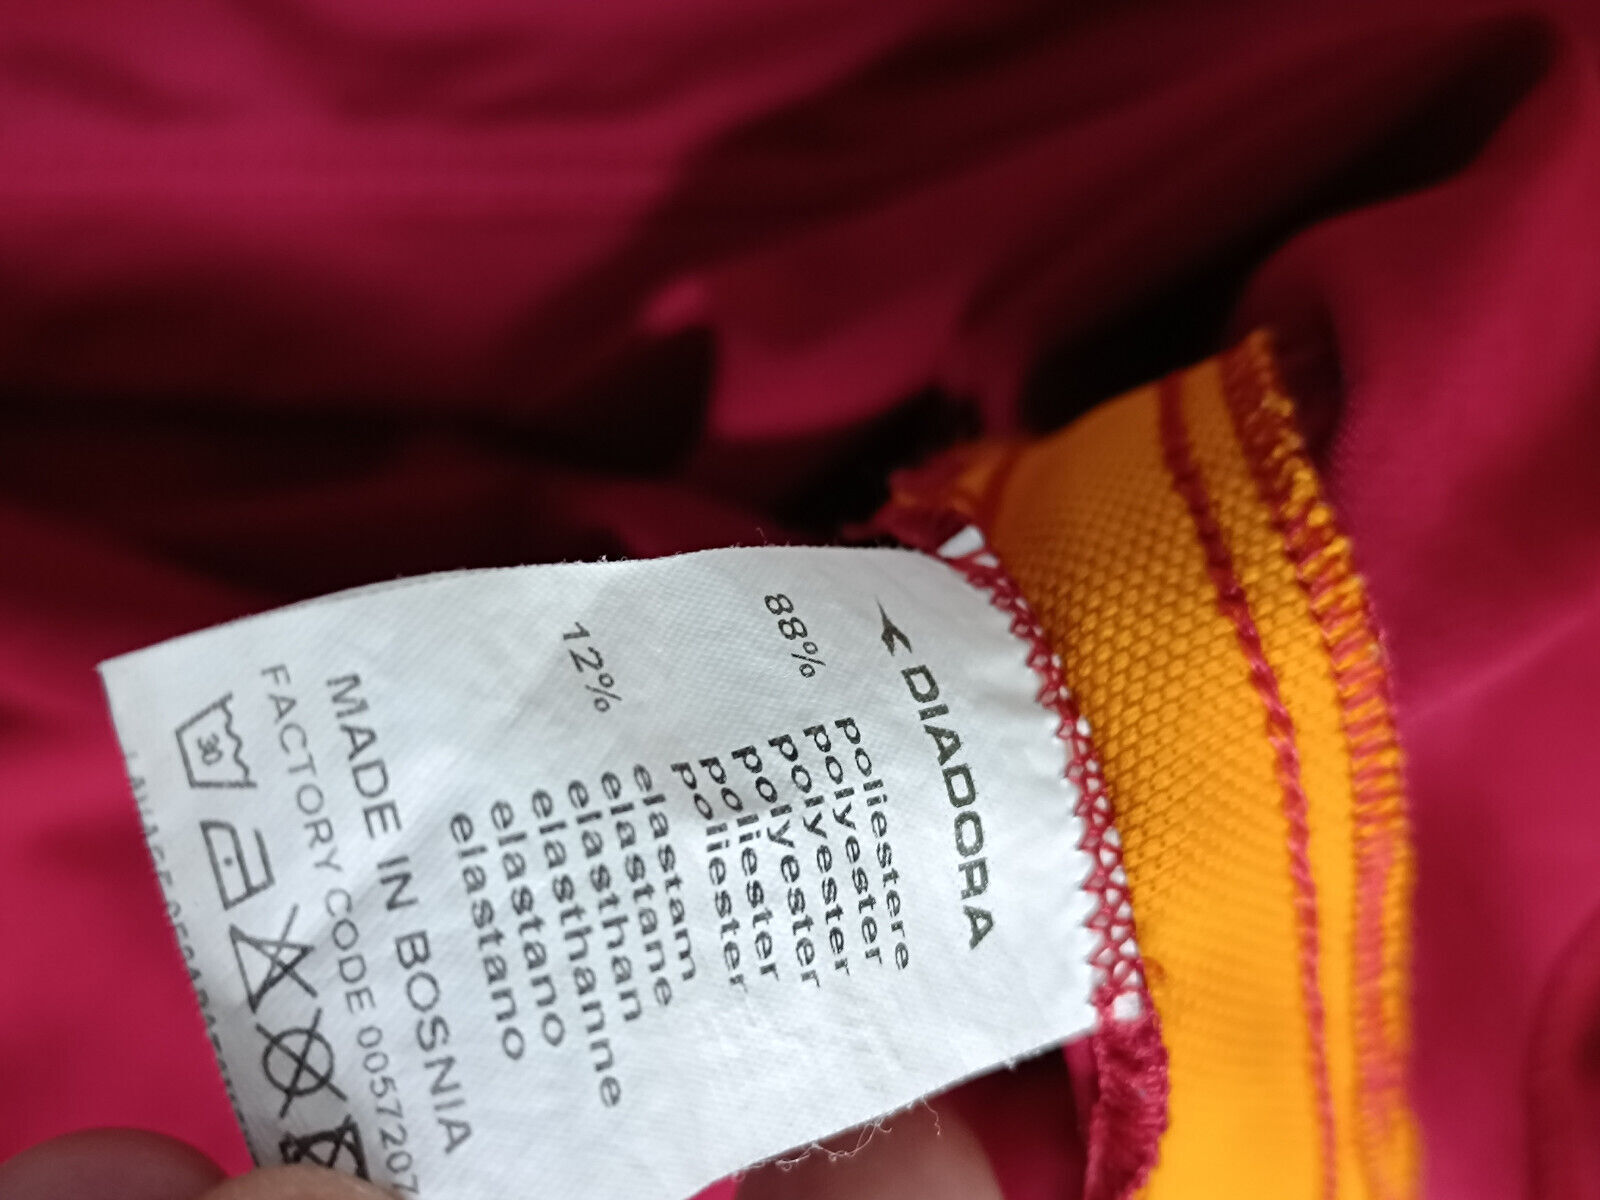 DIADORA
88% poliestere
polyester
polyester
polyester
poliester
poliester
12% elastam
elastane
elasthan
elasthanne
elastano
elastano
MADE IN BOSNIA
FACTORY CODE 0057207
30